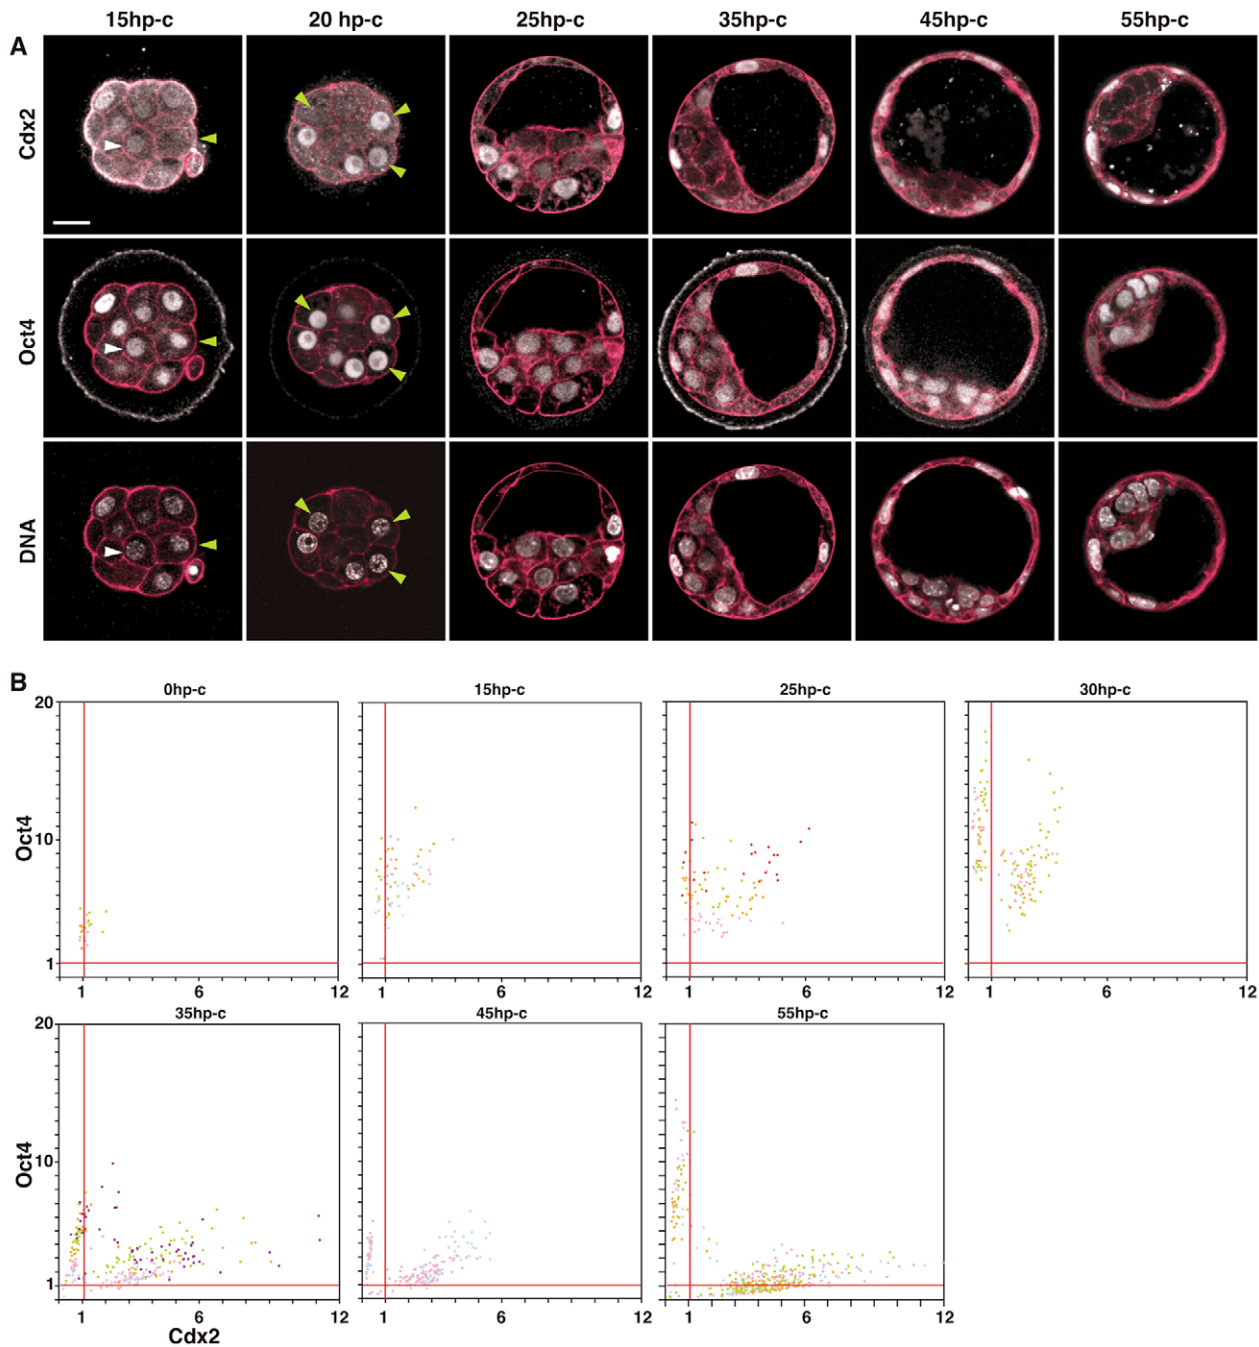 15hp-c 20 hp-c 25hp-c 35hp-c 45hp-c 55hp-c
A
Cdx2
Oct4
DNA
B
0hp-c 15hp-c 25hp-c 30hp-c
20
Oct4 10
1
1 6 12 1 6 12 1 6 12 1 6 12
35hp-c 45hp-c 55hp-c
20
Oct4 10
1
1 6 12 1 6 12 1 6 12
Cdx2